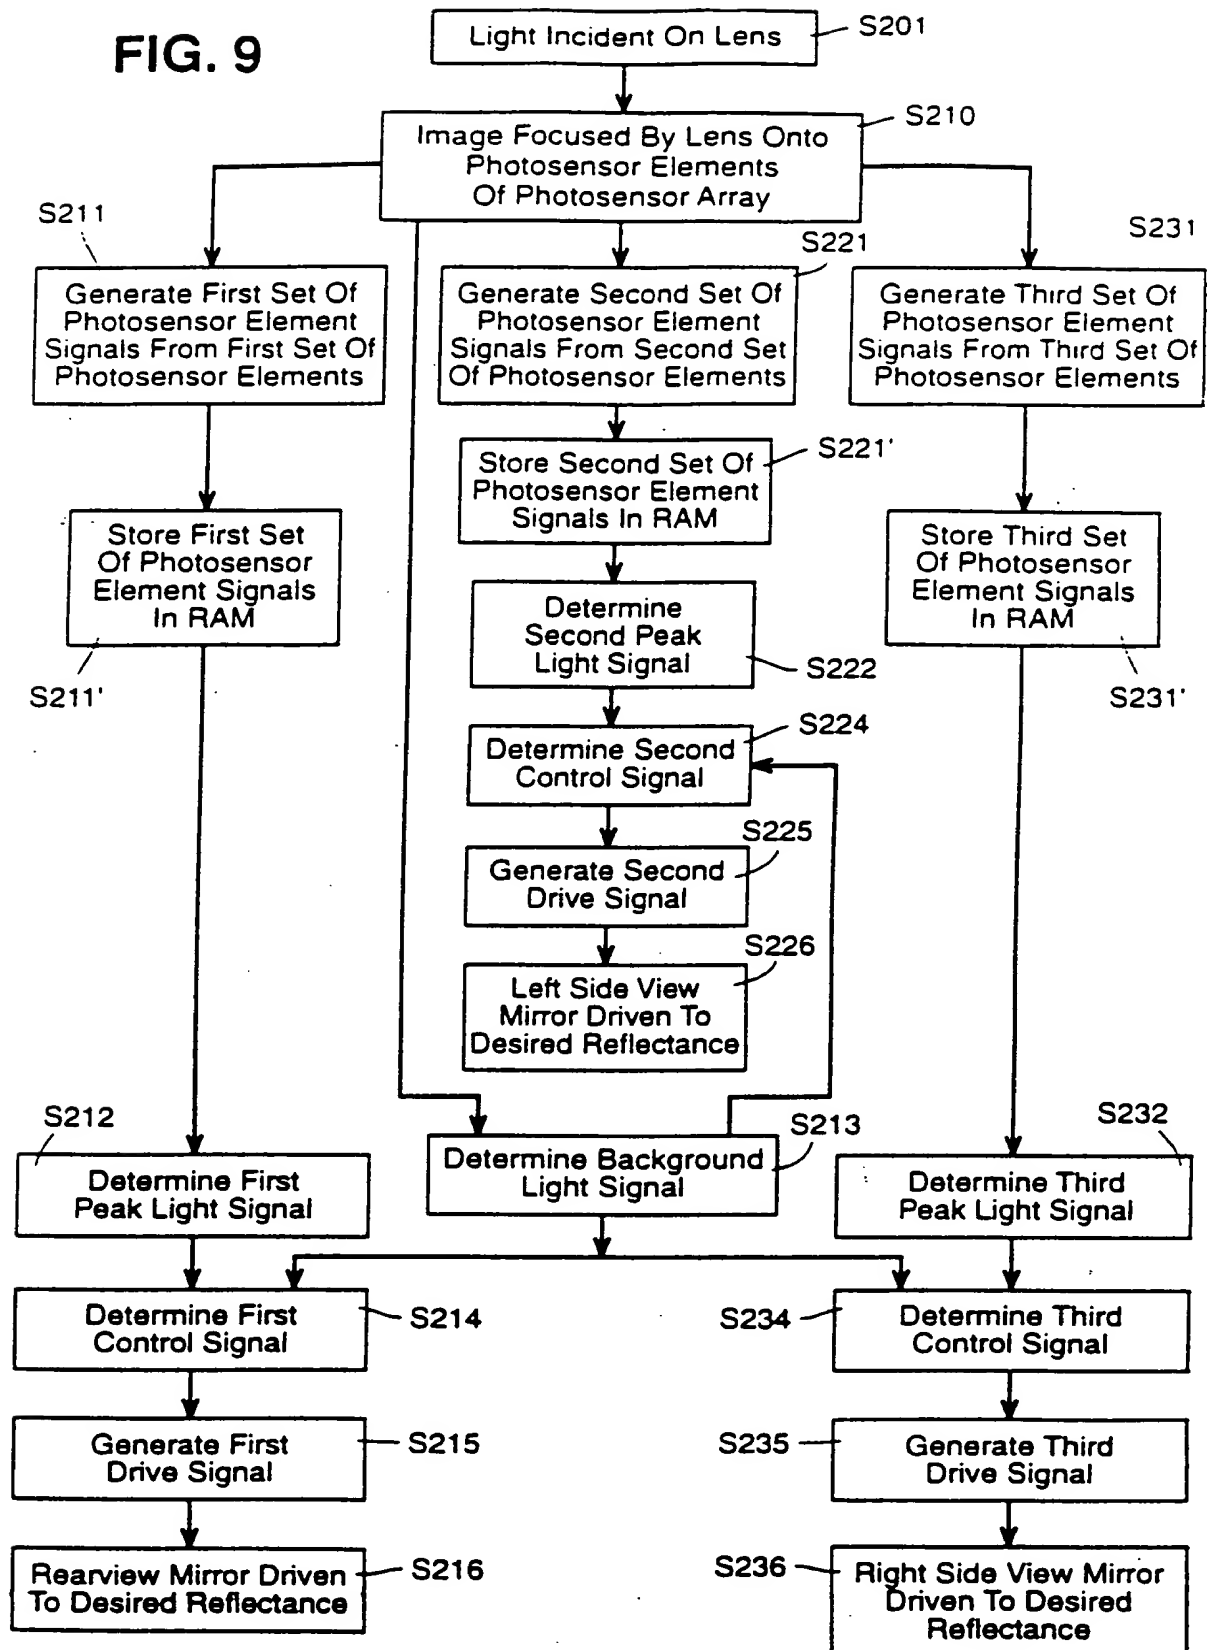 FIG. 9
Light Incident On Lens
S201
Image Focused By Lens Onto
Photosensor Elements
Of Photosensor Array
S210
S211
Generate First Set Of
Photosensor Element
Signals From First Set Of
Photosensor Elements
S221
Generate Second Set Of
Photosensor Element
Signals From Second Set
Of Photosensor Elements
S231
Generate Third Set Of
Photosensor Element
Signals From Third Set Of
Photosensor Elements
Store First Set
Of Photosensor
Element Signals
In RAM
S211'
Store Second Set Of
Photosensor Element
Signals In RAM
S221'
Store Third Set
Of Photosensor
Element Signals
In RAM
S231'
Determine
Second Peak
Light Signal
S222
Determine Second
Control Signal
S224
Generate Second
Drive Signal
S225
Left Side View
Mirror Driven To
Desired Reflectance
S226
S212
Determine First
Peak Light Signal
Determine Background
Light Signal
S213
S232
Determine Third
Peak Light Signal
Determine First
Control Signal
S214
S234
Determine Third
Control Signal
Generate First
Drive Signal
S215
S235
Generate Third
Drive Signal
Rearview Mirror Driven
To Desired Reflectance
S216
S236
Right Side View Mirror
Driven To Desired
Reflectance